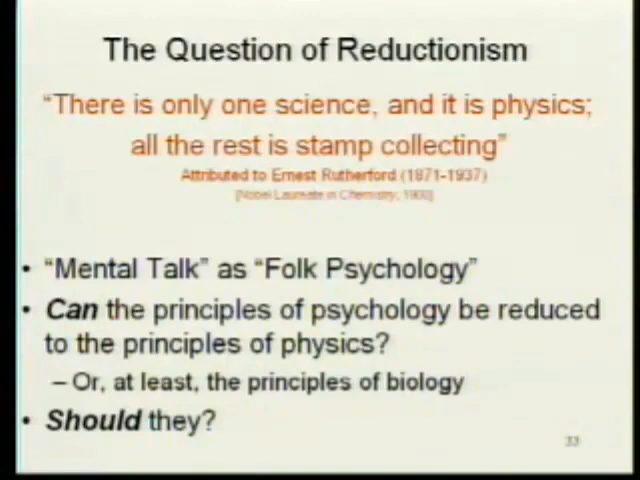 The Question of Reductionism
“There is only one science, and it is physics;
all the rest is stamp collecting”
Attributed to Ernest Rutherford (1871-1937)
[Nobel Laureate in Chemistry,
• “Mental Talk” as “Folk Psychology”
• Can the principles of psychology be reduced
to the principles of physics?
– Or, at least, the principles of biology
• Should they?
33